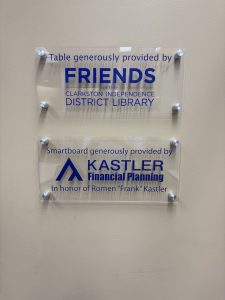 Table generously provided by
FRIENDS
CLARKSTON INDEPENDENCE
DISTRICT LIBRARY
Smartboard generously provided by
KASTLER
Financial Planning
In honor of Romen "Frank" Kastler